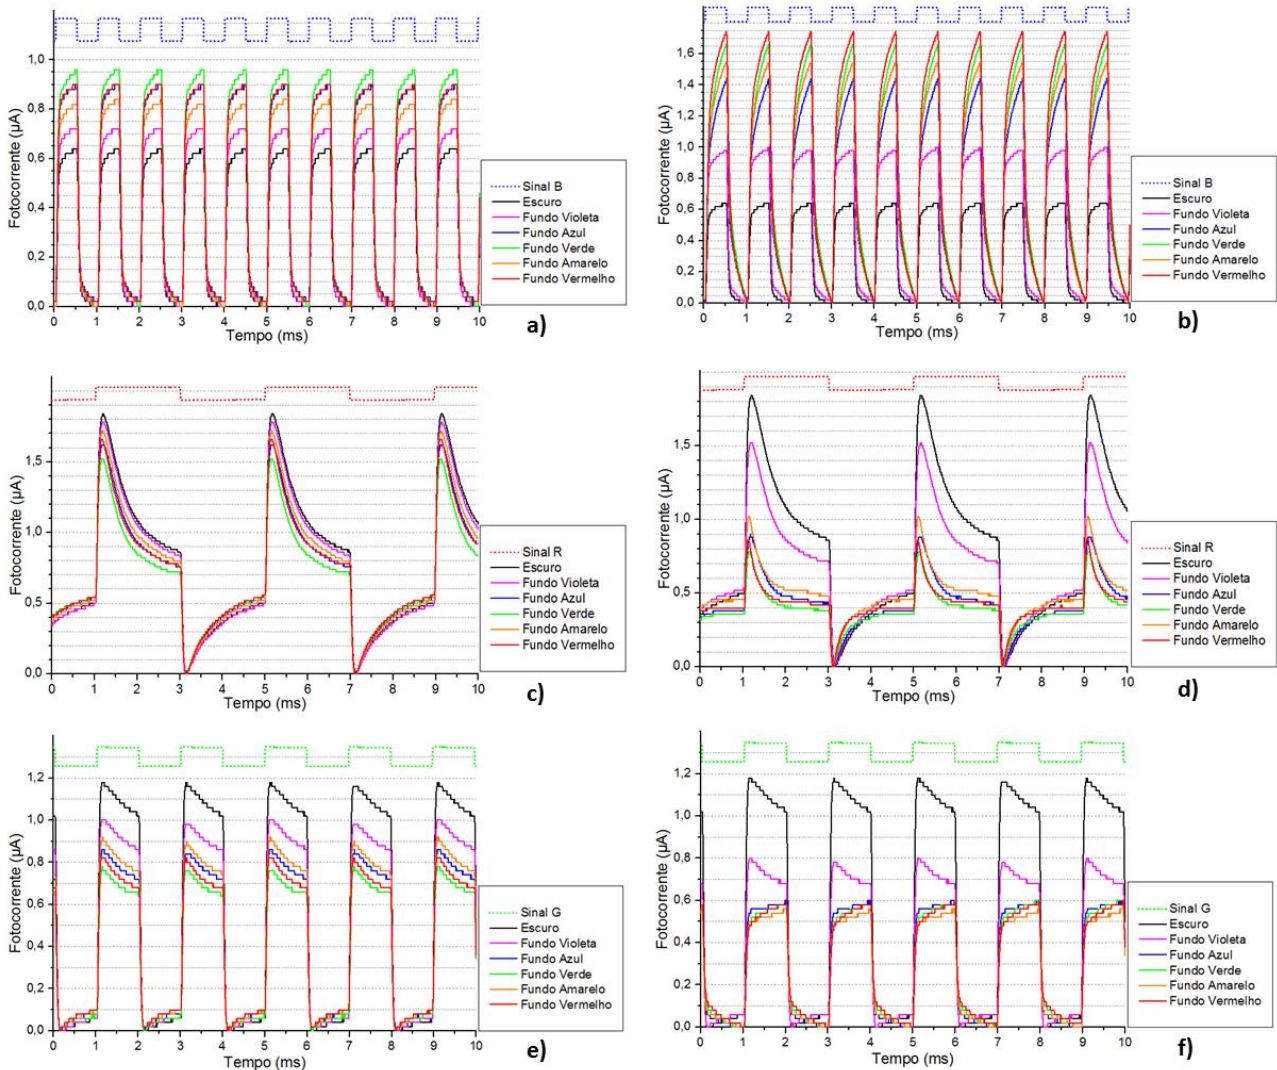 Fotocorrente (µA)
1,0
0,8
0,6
0,4
0,2
0,0
0 1 2 3 4 5 6 7 8 9 10
Tempo (ms)
Sinal B
Escuro
Fundo Violeta
Fundo Azul
Fundo Verde
Fundo Amarelo
Fundo Vermelho
a)
Fotocorrente (µA)
1,6
1,4
1,2
1,0
0,8
0,6
0,4
0,2
0,0
0 1 2 3 4 5 6 7 8 9 10
Tempo (ms)
Sinal B
Escuro
Fundo Violeta
Fundo Azul
Fundo Verde
Fundo Amarelo
Fundo Vermelho
b)
Fotocorrente (µA)
1,5
1,0
0,5
0,0
0 1 2 3 4 5 6 7 8 9 10
Tempo (ms)
Sinal R
Escuro
Fundo Violeta
Fundo Azul
Fundo Verde
Fundo Amarelo
Fundo Vermelho
c)
Fotocorrente (µA)
1,5
1,0
0,5
0,0
0 1 2 3 4 5 6 7 8 9 10
Tempo (ms)
Sinal R
Escuro
Fundo Violeta
Fundo Azul
Fundo Verde
Fundo Amarelo
Fundo Vermelho
d)
Fotocorrente (µA)
1,2
1,0
0,8
0,6
0,4
0,2
0,0
0 1 2 3 4 5 6 7 8 9 10
Tempo (ms)
Sinal G
Escuro
Fundo Violeta
Fundo Azul
Fundo Verde
Fundo Amarelo
Fundo Vermelho
e)
Fotocorrente (µA)
1,2
1,0
0,8
0,6
0,4
0,2
0,0
0 1 2 3 4 5 6 7 8 9 10
Tempo (ms)
Sinal G
Escuro
Fundo Violeta
Fundo Azul
Fundo Verde
Fundo Amarelo
Fundo Vermelho
f)